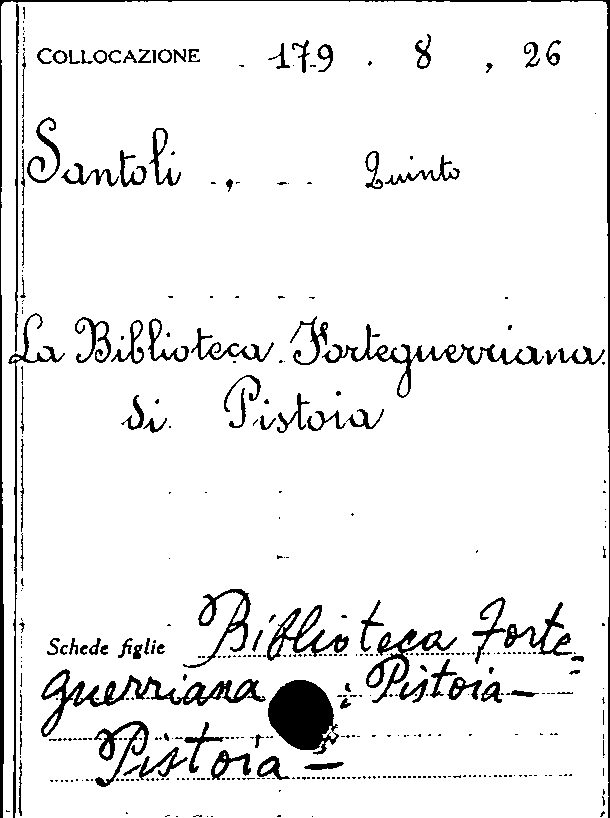 COLLOCAZIONE 179 . 8 , 26
Santoli , Quinto
La Biblioteca Forteguerriana
di Pistoia
Schede figlie Biblioteca Forte=
guerriana ; Pistoia -
Pistoia -